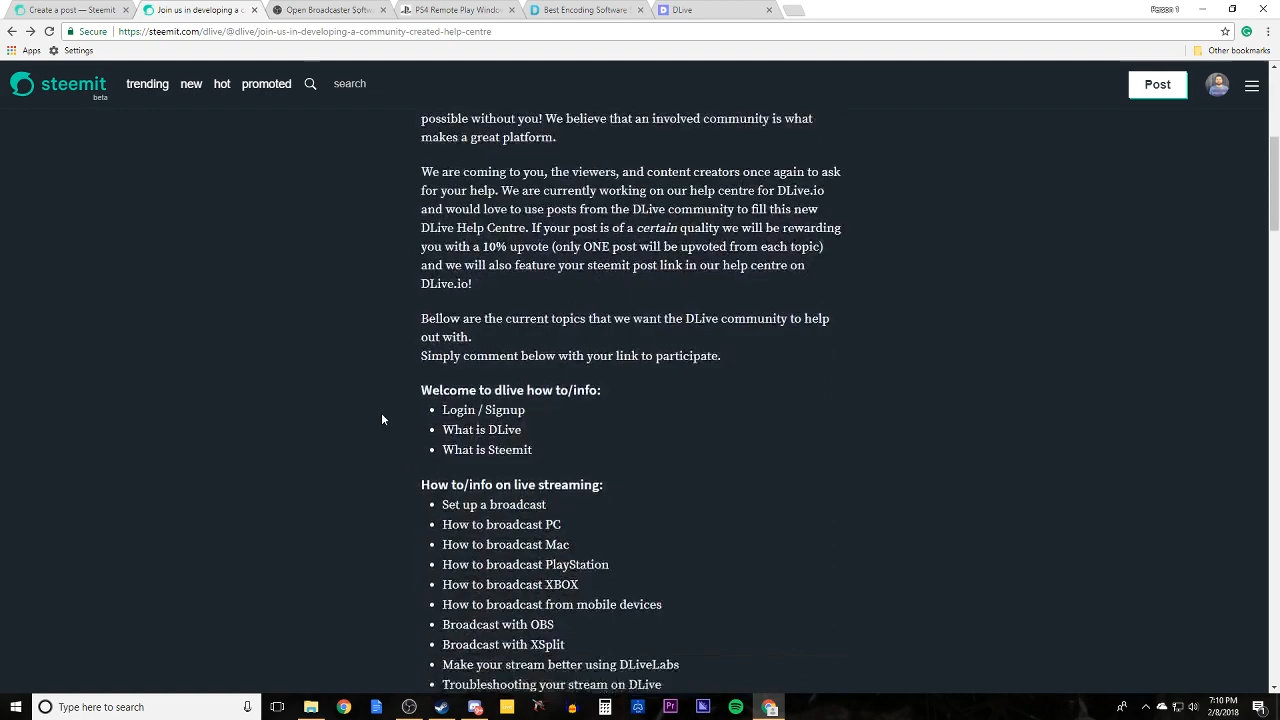 Create a post — Steemit
Join us in developing a c
Open Broadcaster Softw
PS4 Remote Play Window
Best Encoding Software
DLive
Secure
https://steemit.com/dlive/@dlive/join-us-in-developing-a-community-created-help-centre
Apps
Settings
Other bookmarks
steemit
beta
trending
new
hot
promoted
search
Post
possible without you! We believe that an involved community is what
makes a great platform.
We are coming to you, the viewers, and content creators once again to ask
for your help. We are currently working on our help centre for DLive.io
and would love to use posts from the DLive community to fill this new
DLive Help Centre. If your post is of a certain quality we will be rewarding
you with a 10% upvote (only ONE post will be upvoted from each topic)
and we will also feature your steemit post link in our help centre on
DLive.io!
Bellow are the current topics that we want the DLive community to help
out with.
Simply comment below with your link to participate.
Welcome to dlive how to/info:
Login / Signup
What is DLive
What is Steemit
How to/info on live streaming:
Set up a broadcast
How to broadcast PC
How to broadcast Mac
How to broadcast PlayStation
How to broadcast XBOX
How to broadcast from mobile devices
Broadcast with OBS
Broadcast with XSplit
Make your stream better using DLiveLabs
Troubleshooting your stream on DLive
Type here to search
7:10 PM
2/8/2018